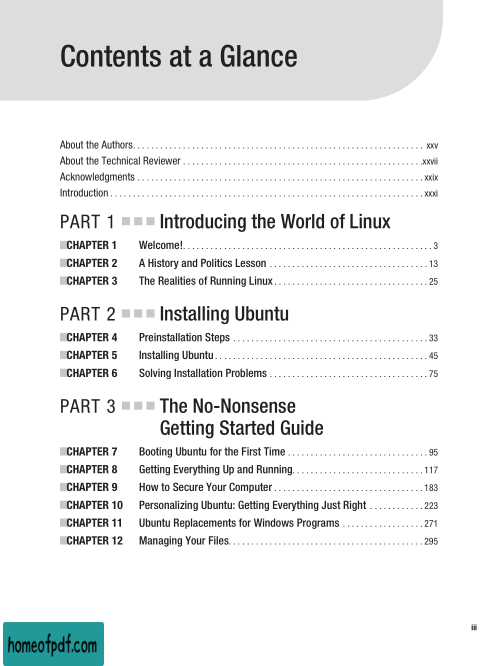 Contents at a Glance
About the Authors. . . . . . . . . . . . . . . . . . . . . . . . . . . . . . . . xxv
About the Technical Reviewer . . . . . . . . . . . . . . . . . . . . . . . . . . . . . . . . xxvii
Acknowledgments . . . . . . . . . . . . . . . . . . . . . . . . . . . . . . . . xxix
Introduction . . . . . . . . . . . . . . . . . . . . . . . . . . . . . . . . xxxi
PART 1 ■ ■ ■ Introducing the World of Linux
■CHAPTER 1 Welcome!. . . . . . . . . . . . . . . . . . . . . . . . . . . . . . . . 3
■CHAPTER 2 A History and Politics Lesson . . . . . . . . . . . . . . . . . . . . . . . . . . . . . . . . 13
■CHAPTER 3 The Realities of Running Linux . . . . . . . . . . . . . . . . . . . . . . . . . . . . . . . . 25
PART 2 ■ ■ ■ Installing Ubuntu
■CHAPTER 4 Preinstallation Steps . . . . . . . . . . . . . . . . . . . . . . . . . . . . . . . . 33
■CHAPTER 5 Installing Ubuntu . . . . . . . . . . . . . . . . . . . . . . . . . . . . . . . . 45
■CHAPTER 6 Solving Installation Problems . . . . . . . . . . . . . . . . . . . . . . . . . . . . . . . . 75
PART 3 ■ ■ ■ The No-Nonsense
Getting Started Guide
■CHAPTER 7 Booting Ubuntu for the First Time . . . . . . . . . . . . . . . . . . . . . . . . . . . . . . . . 95
■CHAPTER 8 Getting Everything Up and Running. . . . . . . . . . . . . . . . . . . . . . . . . . . . . 117
■CHAPTER 9 How to Secure Your Computer . . . . . . . . . . . . . . . . . . . . . . . . . . . . . . . . 183
■CHAPTER 10 Personalizing Ubuntu: Getting Everything Just Right . . . . . . . . . . . . 223
■CHAPTER 11 Ubuntu Replacements for Windows Programs . . . . . . . . . . . . . . . . . . 271
■CHAPTER 12 Managing Your Files. . . . . . . . . . . . . . . . . . . . . . . . . . . . . . . . 295
iii
homeofpdf.com